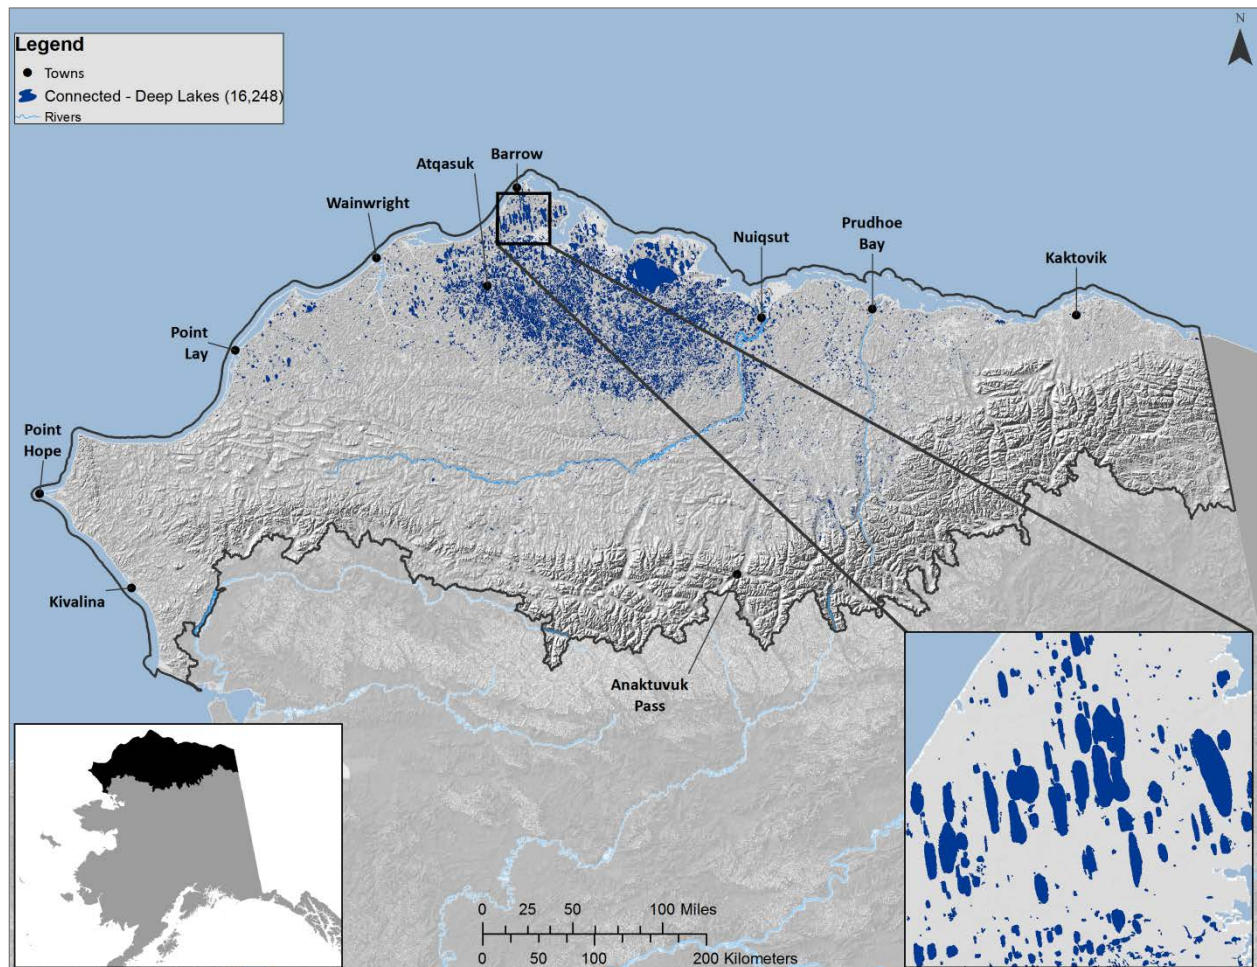 N
Legend
Towns
Connected - Deep Lakes (16,248)
Rivers
Barrow
Atqasuk
Wainwright
Nuiqsut
Prudhoe
Bay
Kaktovik
Point
Lay
Point
Hope
Kivalina
Anaktuvuk
Pass
0 25 50 100 Miles
0 50 100 200 Kilometers